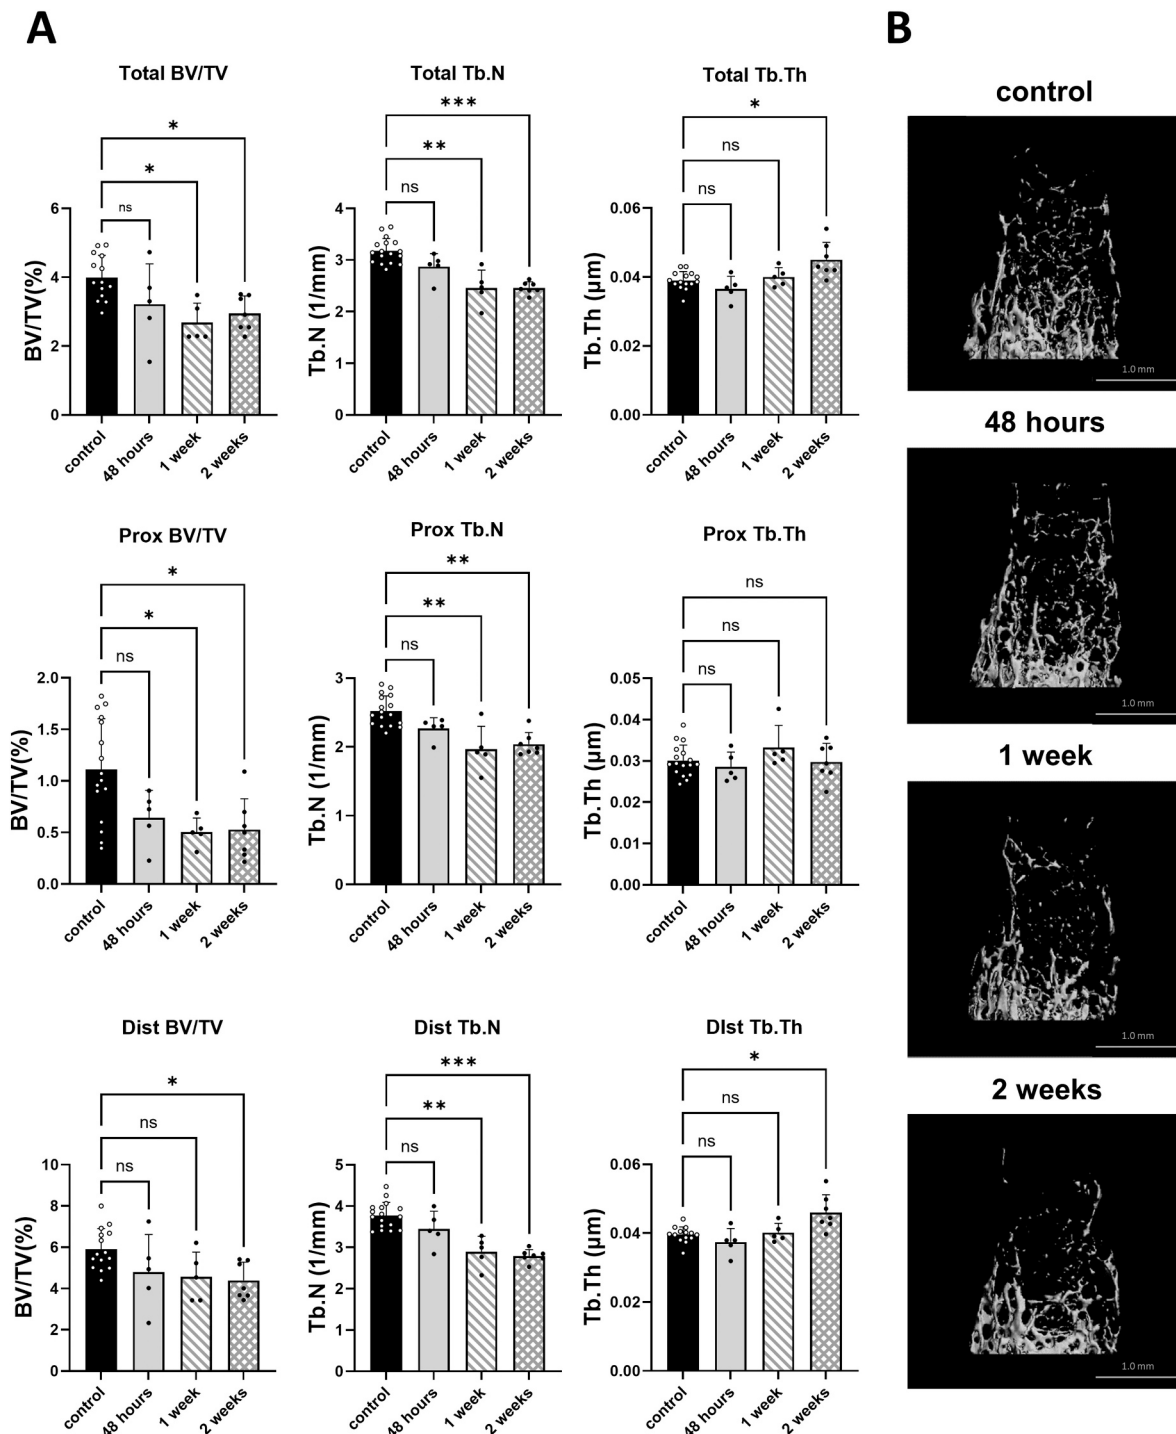 A
Total BV/TV
*
*
ns
BV/TV(%)
6
4
2
0
control
48 hours
1 week
2 weeks
Total Tb.N
***
**
ns
Tb.N (1/mm)
4
3
2
1
0
control
48 hours
1 week
2 weeks
Total Tb.Th
*
ns
ns
Tb.Th (μm)
0.06
0.04
0.02
0.00
control
48 hours
1 week
2 weeks
Prox BV/TV
*
*
ns
BV/TV(%)
2.0
1.5
1.0
0.5
0.0
control
48 hours
1 week
2 weeks
Prox Tb.N
**
**
ns
Tb.N (1/mm)
3
2
1
0
control
48 hours
1 week
2 weeks
Prox Tb.Th
ns
ns
ns
Tb.Th (μm)
0.05
0.04
0.03
0.02
0.01
0.00
control
48 hours
1 week
2 weeks
Dist BV/TV
*
ns
ns
BV/TV(%)
10
8
6
4
2
0
control
48 hours
1 week
2 weeks
Dist Tb.N
***
**
ns
Tb.N (1/mm)
5
4
3
2
1
0
control
48 hours
1 week
2 weeks
DIst Tb.Th
*
ns
ns
Tb.Th (μm)
0.06
0.04
0.02
0.00
control
48 hours
1 week
2 weeks
B
control
1.0 mm
48 hours
1.0 mm
1 week
1.0 mm
2 weeks
1.0 mm